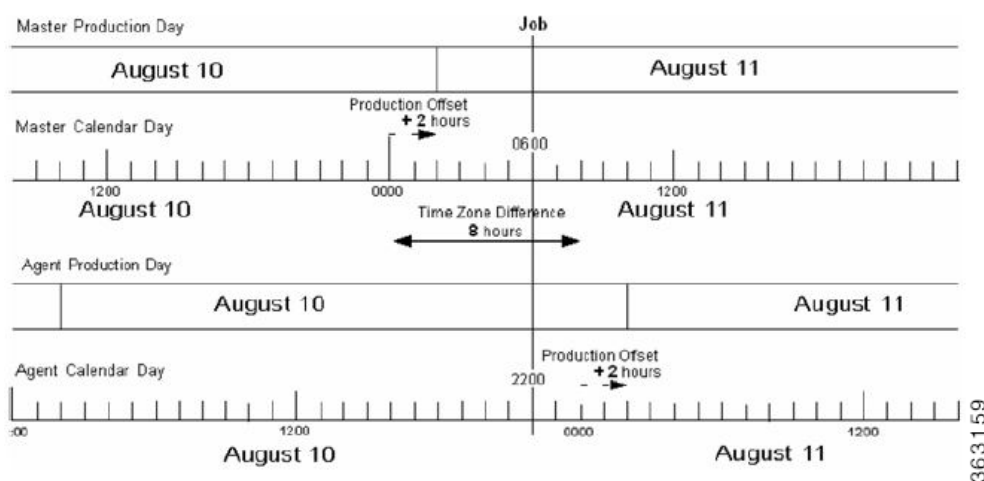 Master Production Day
Job
August 10
August 11
Production Offset
+ 2 hours
Master Calendar Day
0600
1200
0000
1200
August 10
August 11
Time Zone Difference
8 hours
Agent Production Day
August 10
August 11
Production Offset
+2 hours
Agent Calendar Day
2200
:00
1200
0000
1200
August 10
August 11
363159